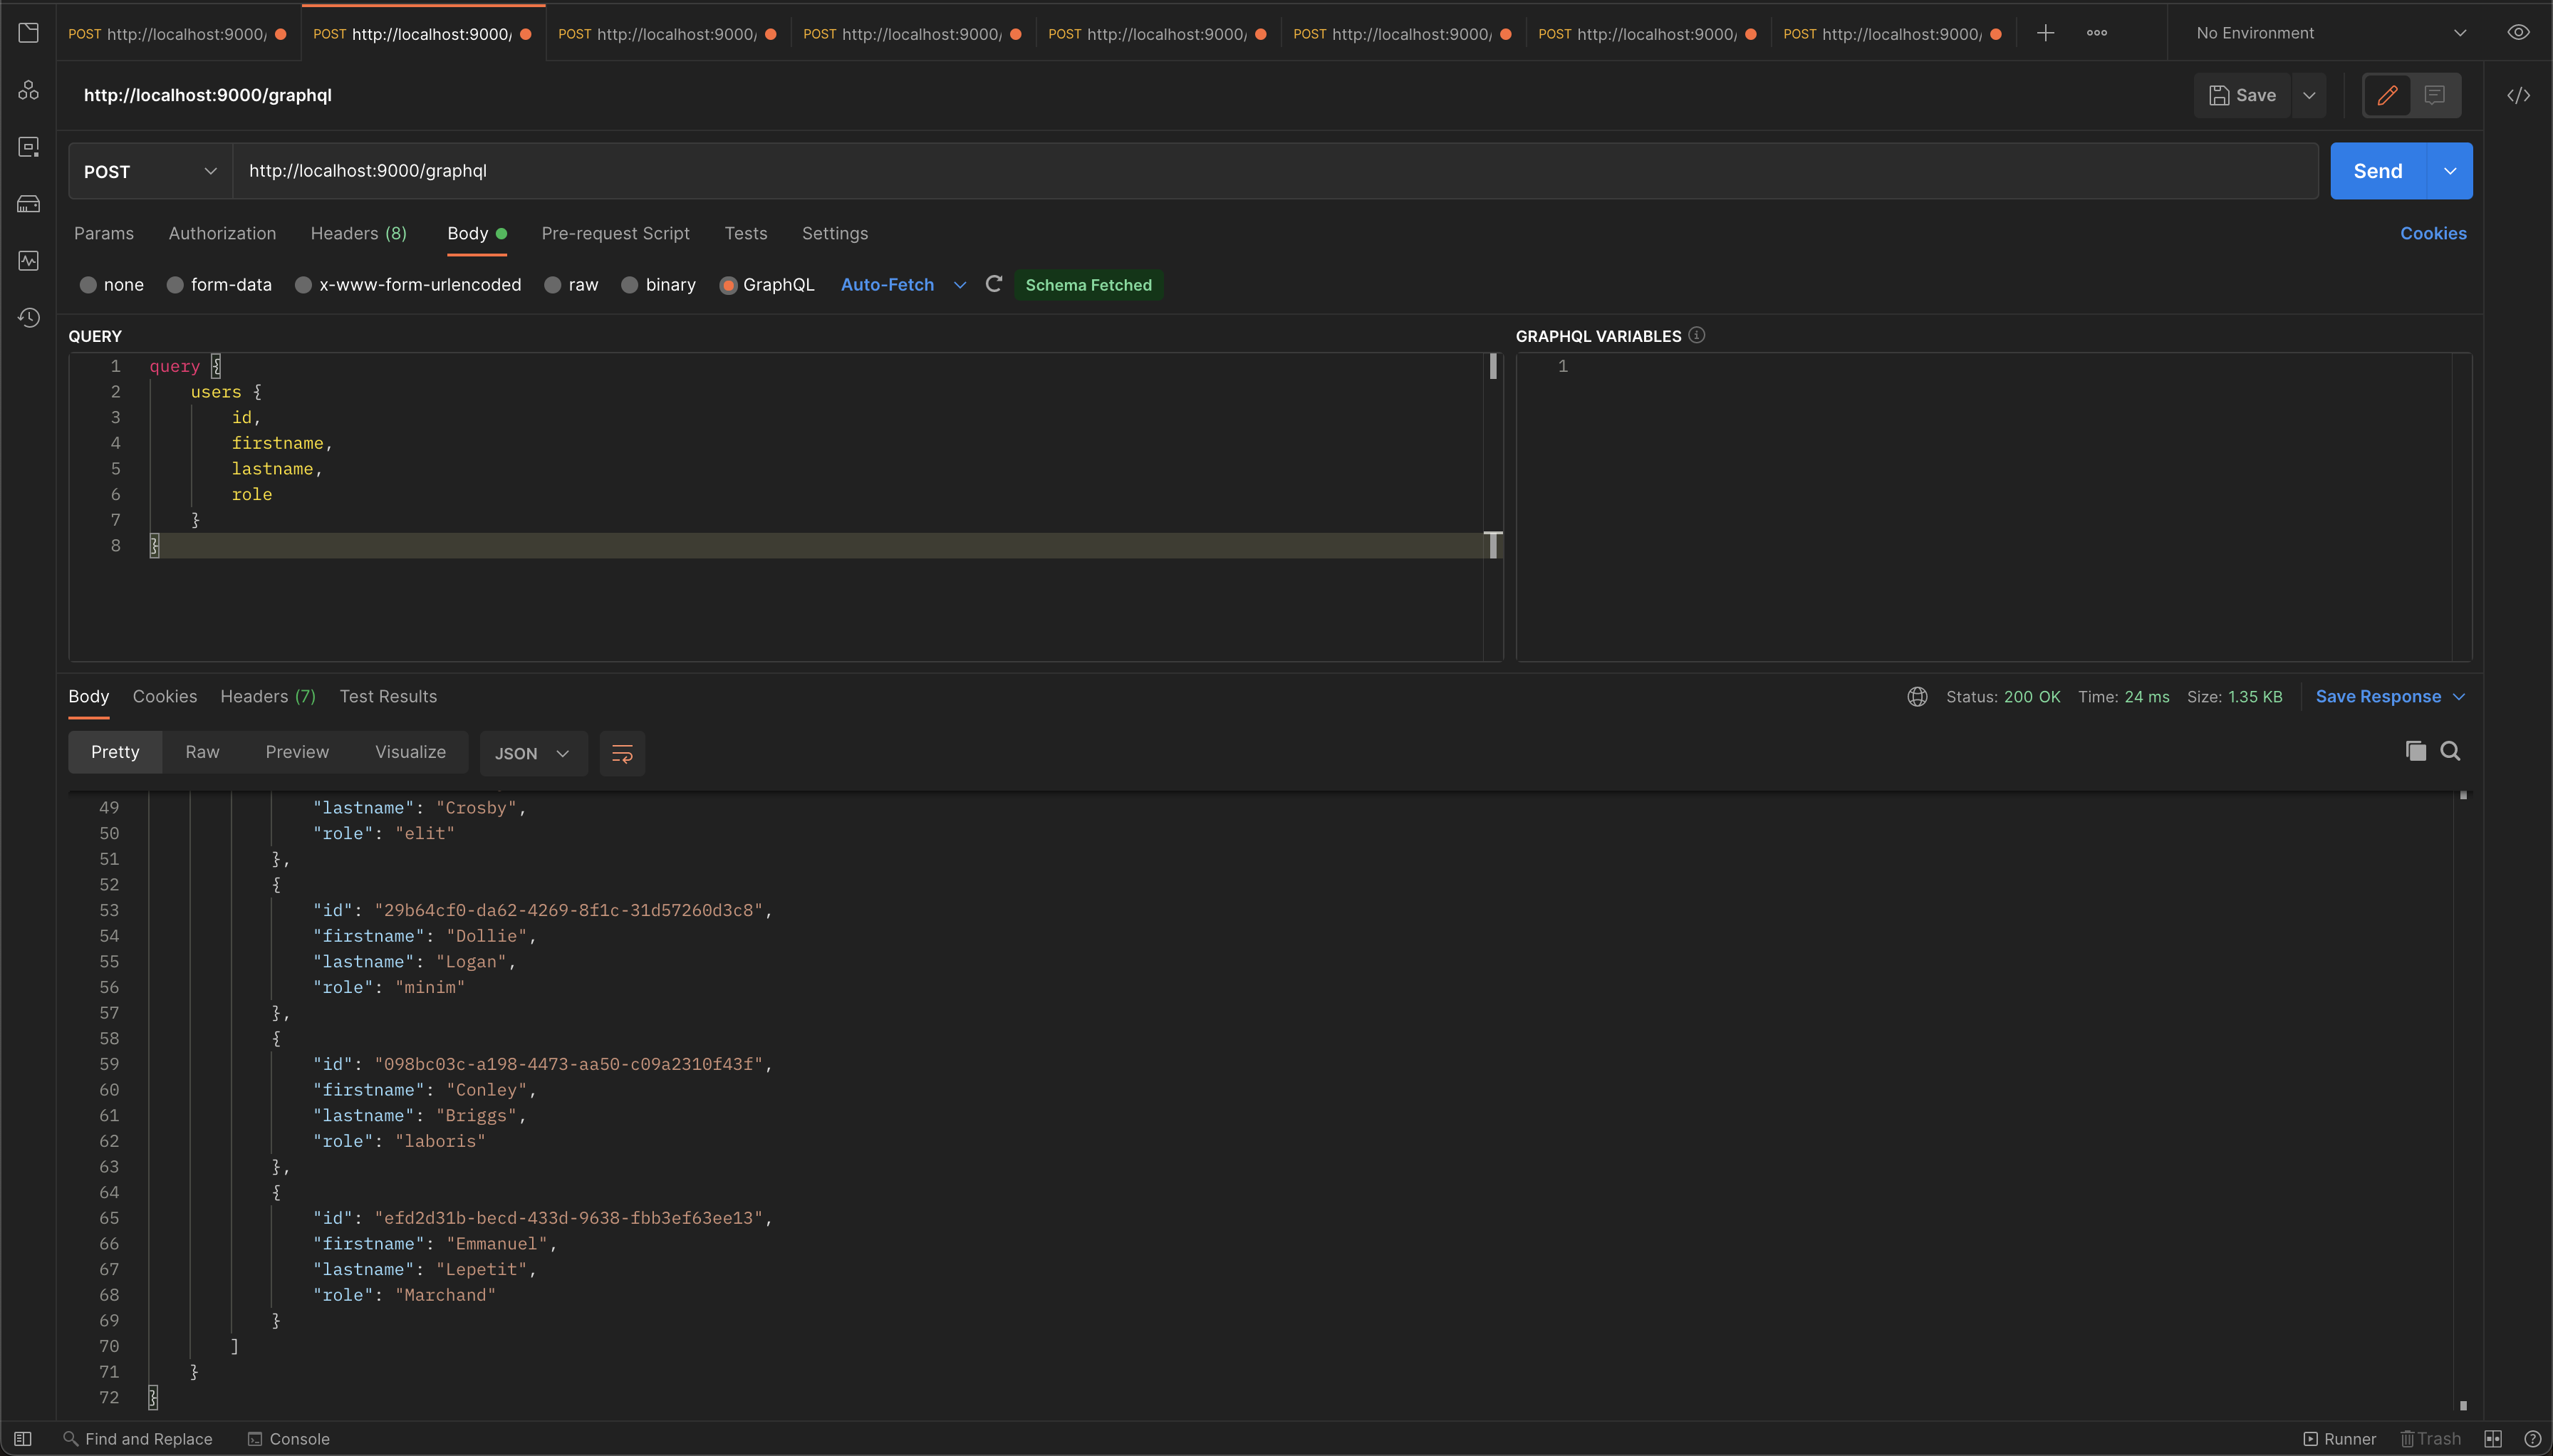 POST http://localhost:9000/ POST http://localhost:9000/ POST http://localhost:9000/ POST http://localhost:9000/ POST http://localhost:9000/ POST http://localhost:9000/ POST http://localhost:9000/ POST http://localhost:9000/ No Environment
http://localhost:9000/graphql Save
POST http://localhost:9000/graphql Send
Params Authorization Headers (8) Body Pre-request Script Tests Settings Cookies
none form-data x-www-form-urlencoded raw binary GraphQL Auto-Fetch Schema Fetched
QUERY
1 query {
2 users {
3 id,
4 firstname,
5 lastname,
6 role
7 }
8 }
GRAPHQL VARIABLES
1
Body Cookies Headers (7) Test Results Status: 200 OK Time: 24 ms Size: 1.35 KB Save Response
Pretty Raw Preview Visualize JSON
49 "lastname": "Crosby",
50 "role": "elit"
51 },
52 {
53 "id": "29b64cf0-da62-4269-8f1c-31d57260d3c8",
54 "firstname": "Dollie",
55 "lastname": "Logan",
56 "role": "minim"
57 },
58 {
59 "id": "098bc03c-a198-4473-aa50-c09a2310f43f",
60 "firstname": "Conley",
61 "lastname": "Briggs",
62 "role": "laboris"
63 },
64 {
65 "id": "efd2d31b-becd-433d-9638-fbb3ef63ee13",
66 "firstname": "Emmanuel",
67 "lastname": "Lepetit",
68 "role": "Marchand"
69 }
70 ]
71 }
72 }
Find and Replace Console Runner Trash